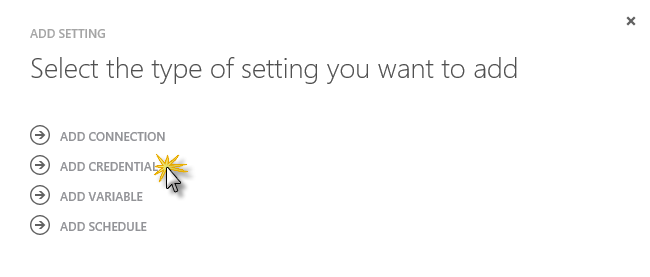 ADD SETTING
Select the type of setting you want to add
ADD CONNECTION
ADD CREDENTIAL
ADD VARIABLE
ADD SCHEDULE